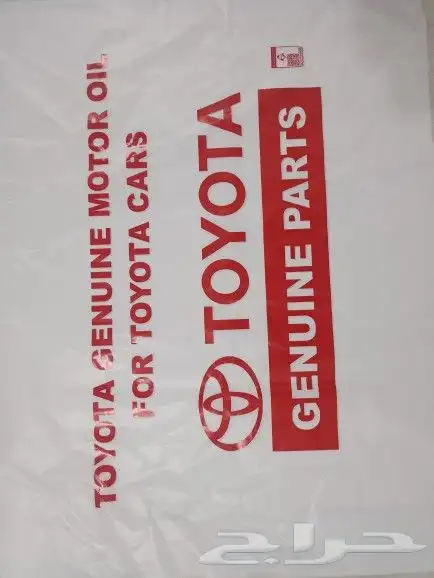 TOYOTA GENUINE MOTOR OIL
FOR TOYOTA CARS
TOYOTA
GENUINE PARTS
حراج